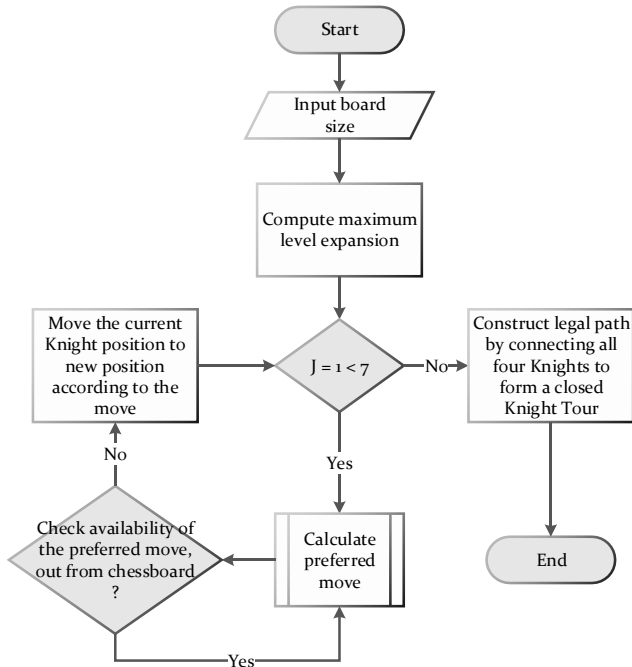 Start
Input board
size
Compute maximum
level expansion
Move the current
Knight position to
new position
according to the
move
J = 1 < 7
No
Construct legal path
by connecting all
four Knights to
form a closed
Knight Tour
No
Yes
Check availability of
the preferred move,
out from chessboard
?
Calculate
preferred
move
End
Yes